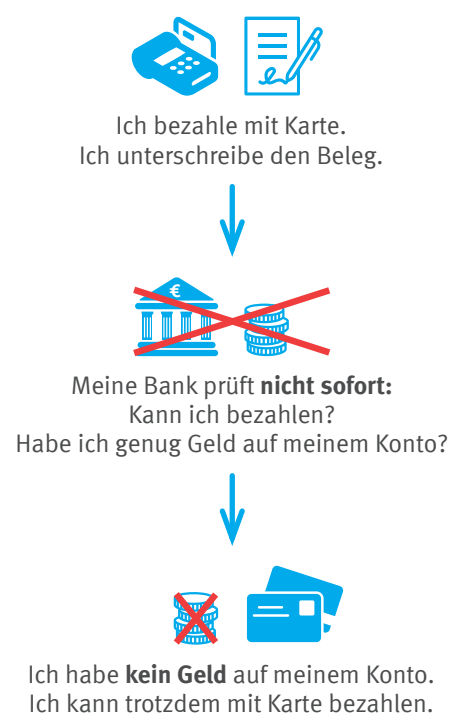 Ich bezahle mit Karte.
Ich unterschreibe den Beleg.
€
Meine Bank prüft nicht sofort:
Kann ich bezahlen?
Habe ich genug Geld auf meinem Konto?
Ich habe kein Geld auf meinem Konto.
Ich kann trotzdem mit Karte bezahlen.